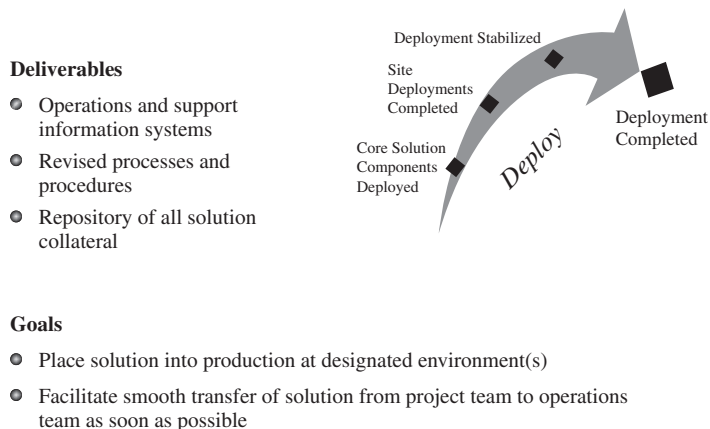 Deliverables
Operations and support
information systems
Revised processes and
procedures
Repository of all solution
collateral
Deployment Stabilized
Site
Deployments
Completed
Core Solution
Components
Deployed
Deploy
Deployment
Completed
Goals
Place solution into production at designated environment(s)
Facilitate smooth transfer of solution from project team to operations
team as soon as possible